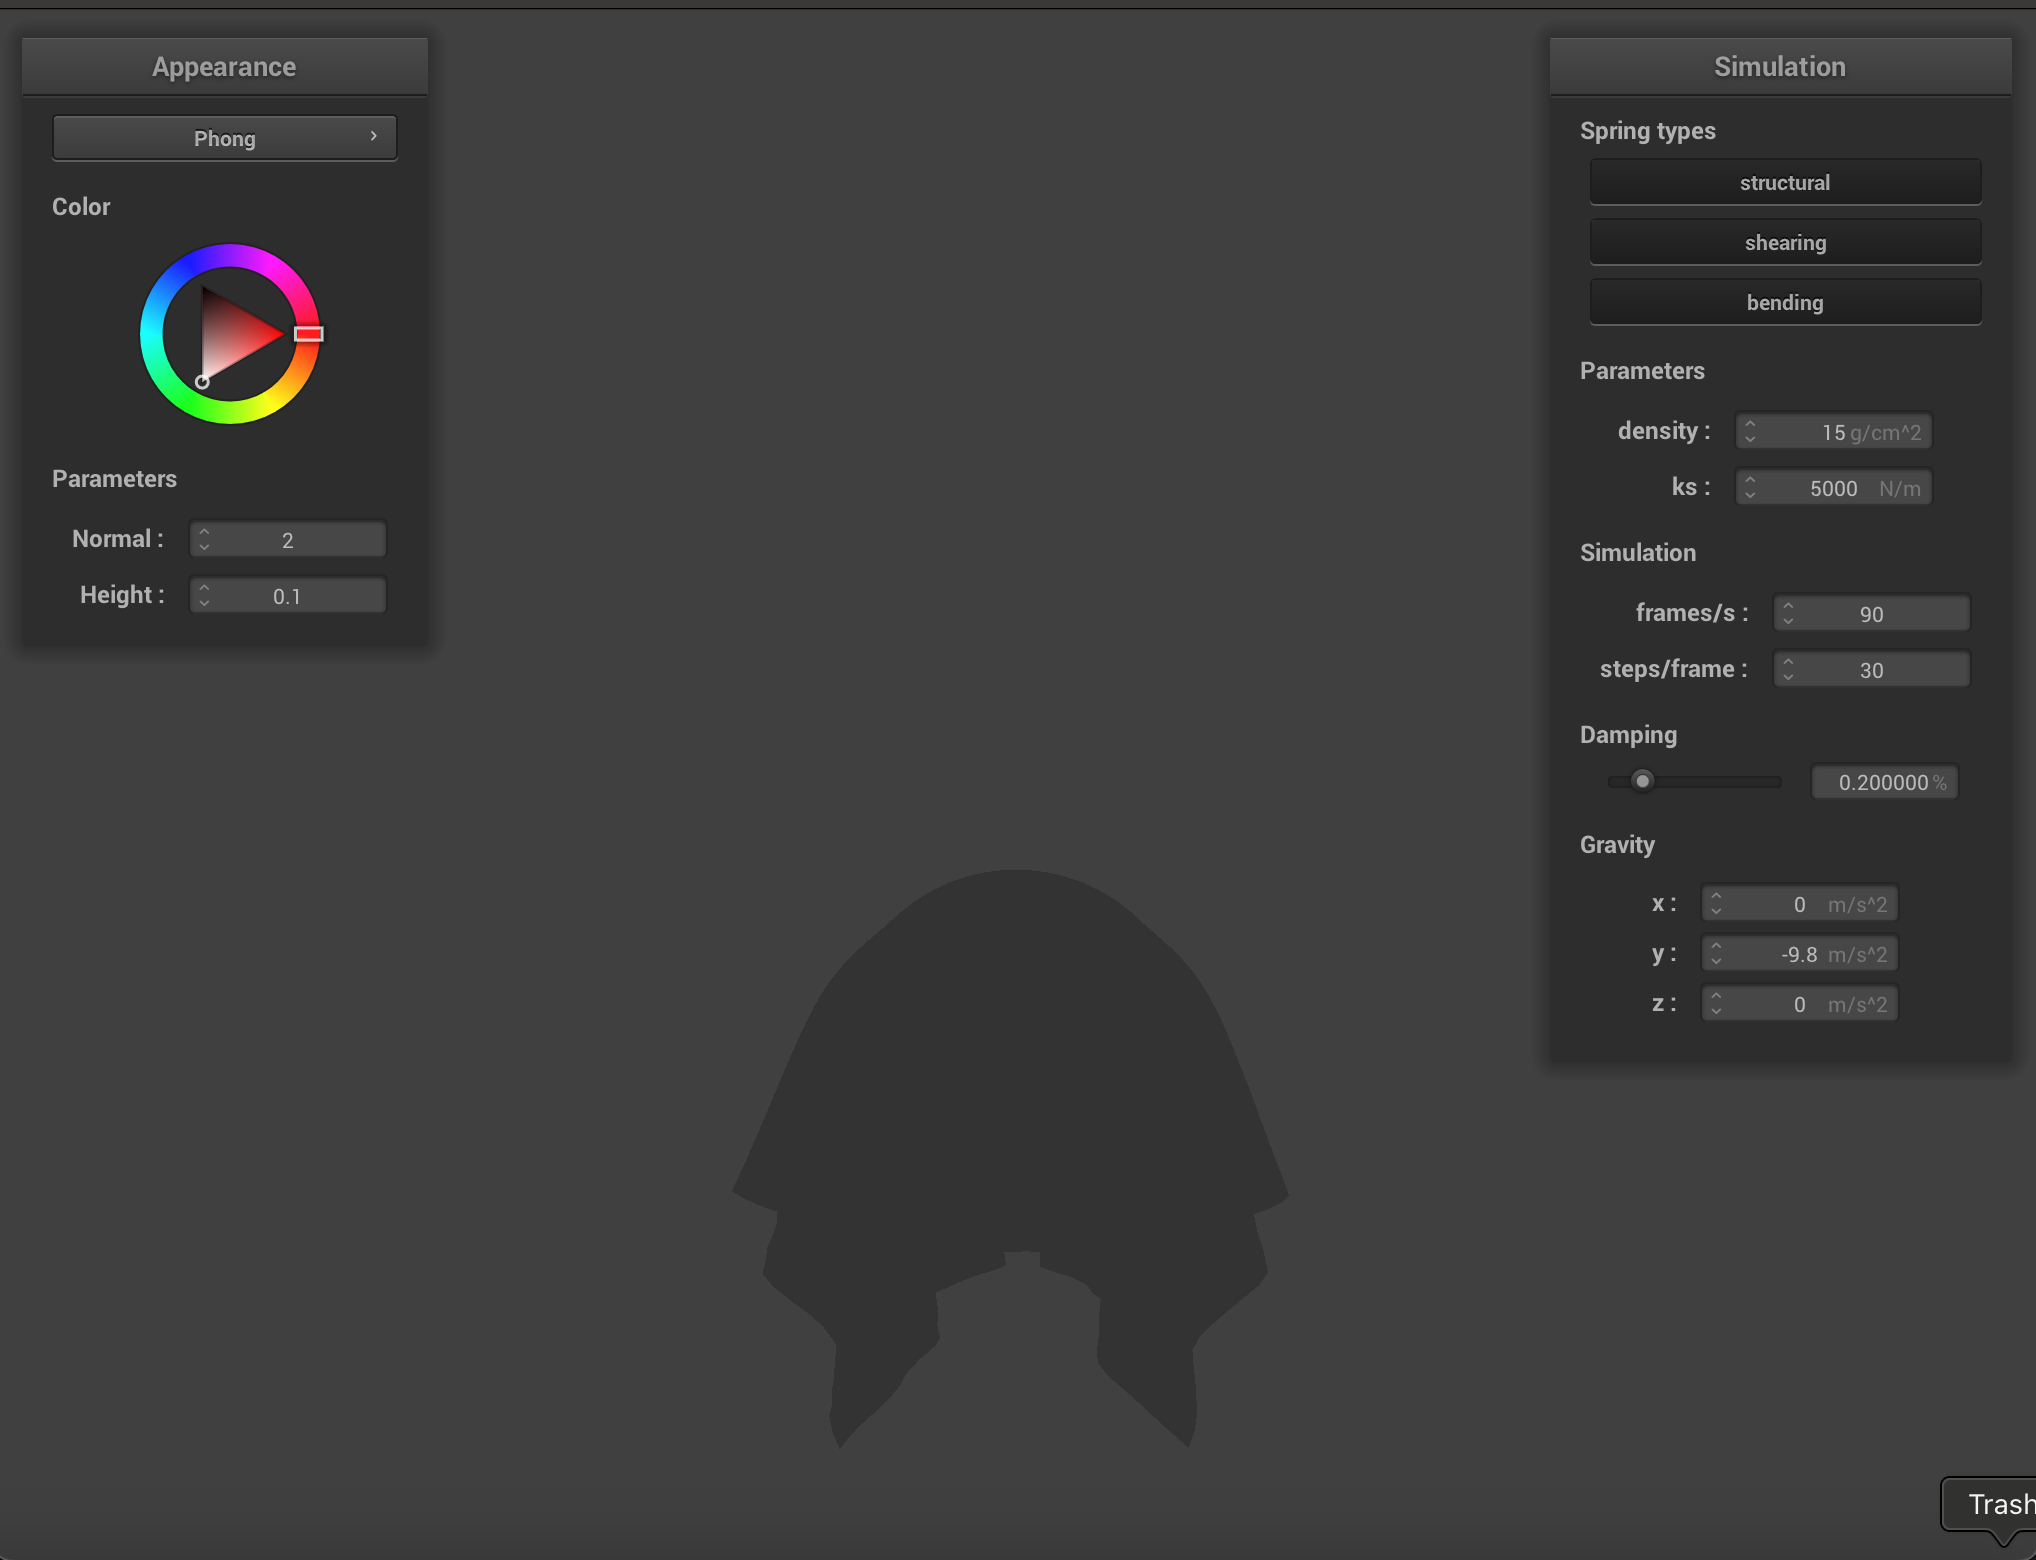 Appearance
Phong
Color
Parameters
Normal : 2
Height : 0.1
Simulation
Spring types
structural
shearing
bending
Parameters
density : 15 g/cm^2
ks : 5000 N/m
Simulation
frames/s : 90
steps/frame : 30
Damping
0.200000 %
Gravity
x : 0 m/s^2
y : -9.8 m/s^2
z : 0 m/s^2
Trash